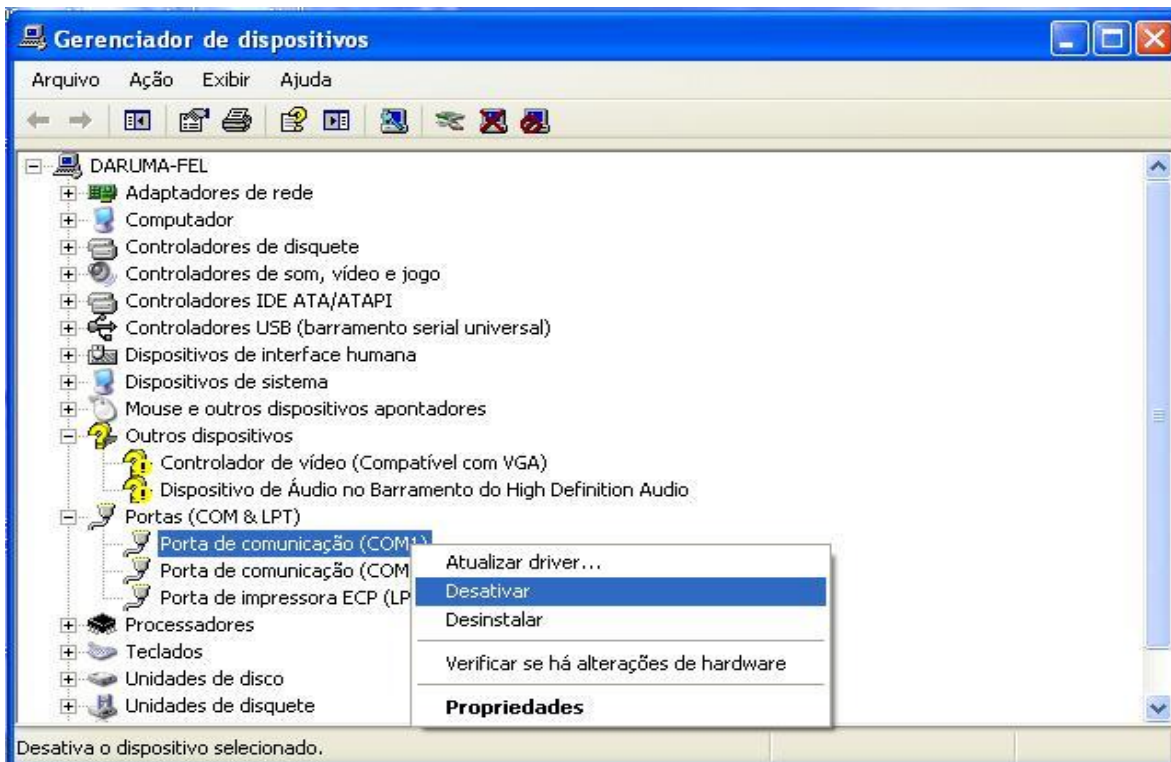 Gerenciador de dispositivos
Arquivo Ação Exibir Ajuda
DARUMA-FEL
Adaptadores de rede
Computador
Controladores de disquete
Controladores de som, vídeo e jogo
Controladores IDE ATA/ATAPI
Controladores USB (barramento serial universal)
Dispositivos de interface humana
Dispositivos de sistema
Mouse e outros dispositivos apontadores
Outros dispositivos
Controlador de vídeo (Compatível com VGA)
Dispositivo de Áudio no Barramento do High Definition Audio
Portas (COM & LPT)
Porta de comunicação (COM1)
Porta de comunicação (COM
Porta de impressora ECP (LP
Processadores
Teclados
Unidades de disco
Unidades de disquete
Atualizar driver...
Desativar
Desinstalar
Verificar se há alterações de hardware
Propriedades
Desativa o dispositivo selecionado.